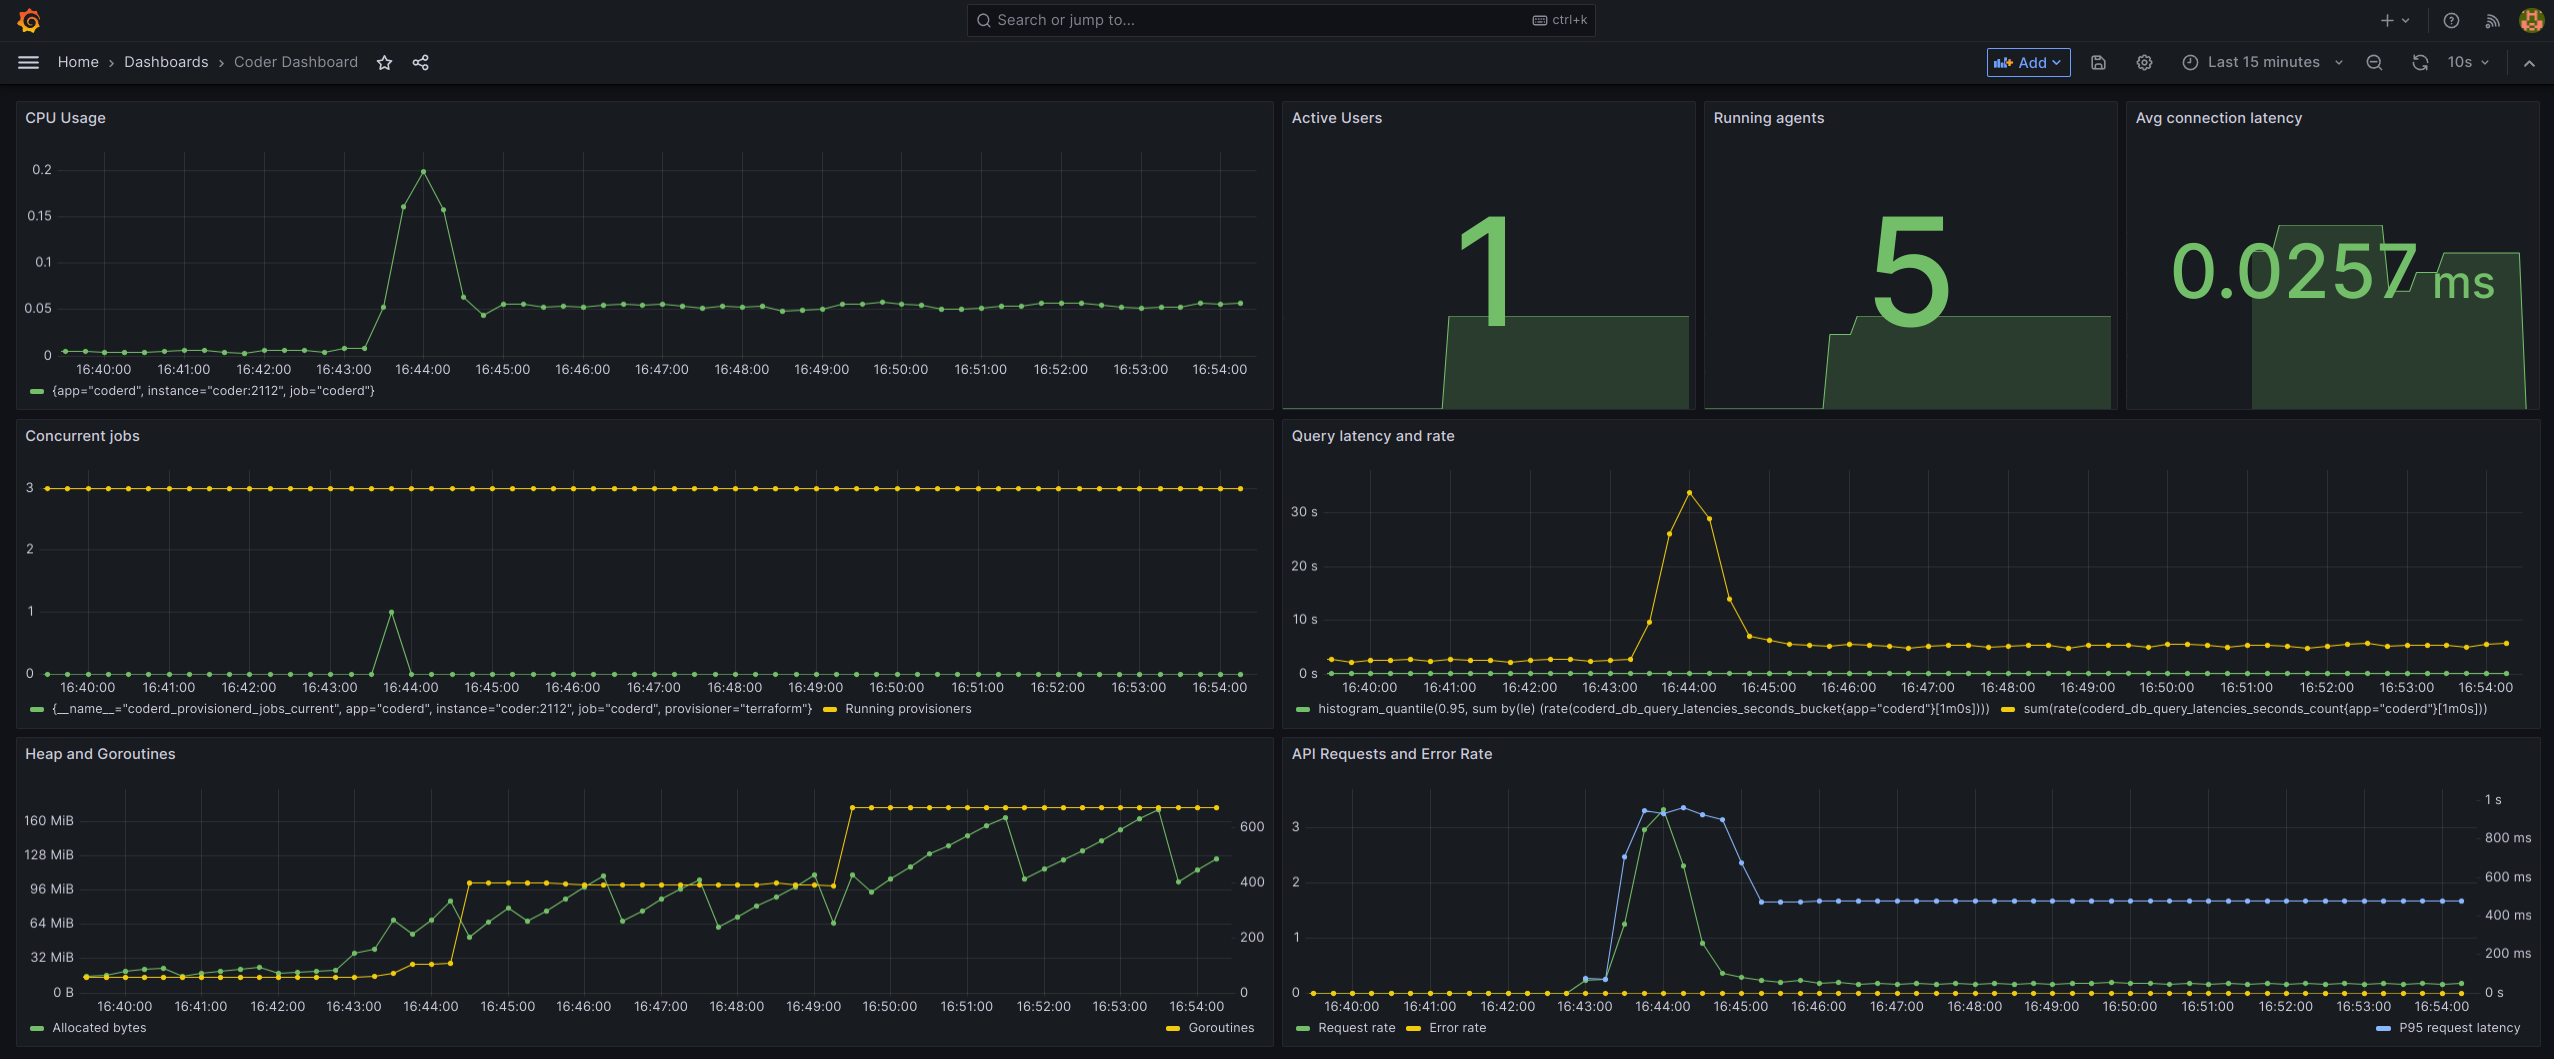 Search or jump to... ctrl+k
Home › Dashboards › Coder Dashboard Add Last 15 minutes 10s
CPU Usage
0.2
0.15
0.1
0.05
0
16:40:00 16:41:00 16:42:00 16:43:00 16:44:00 16:45:00 16:46:00 16:47:00 16:48:00 16:49:00 16:50:00 16:51:00 16:52:00 16:53:00 16:54:00
{app="coderd", instance="coder:2112", job="coderd"}
Active Users
1
Running agents
5
Avg connection latency
0.0257 ms
Concurrent jobs
3
2
1
0
16:40:00 16:41:00 16:42:00 16:43:00 16:44:00 16:45:00 16:46:00 16:47:00 16:48:00 16:49:00 16:50:00 16:51:00 16:52:00 16:53:00 16:54:00
{__name__="coderd_provisionerd_jobs_current", app="coderd", instance="coder:2112", job="coderd", provisioner="terraform"} Running provisioners
Query latency and rate
30 s
20 s
10 s
0 s
16:40:00 16:41:00 16:42:00 16:43:00 16:44:00 16:45:00 16:46:00 16:47:00 16:48:00 16:49:00 16:50:00 16:51:00 16:52:00 16:53:00 16:54:00
histogram_quantile(0.95, sum by(le) (rate(coderd_db_query_latencies_seconds_bucket{app="coderd"}[1m0s]))) sum(rate(coderd_db_query_latencies_seconds_count{app="coderd"}[1m0s]))
Heap and Goroutines
160 MiB
128 MiB 600
96 MiB 400
64 MiB
32 MiB 200
0 B 0
16:40:00 16:41:00 16:42:00 16:43:00 16:44:00 16:45:00 16:46:00 16:47:00 16:48:00 16:49:00 16:50:00 16:51:00 16:52:00 16:53:00 16:54:00
Allocated bytes Goroutines
API Requests and Error Rate
1 s
3 800 ms
2 600 ms
400 ms
1 200 ms
0 0 s
16:40:00 16:41:00 16:42:00 16:43:00 16:44:00 16:45:00 16:46:00 16:47:00 16:48:00 16:49:00 16:50:00 16:51:00 16:52:00 16:53:00 16:54:00
Request rate Error rate P95 request latency